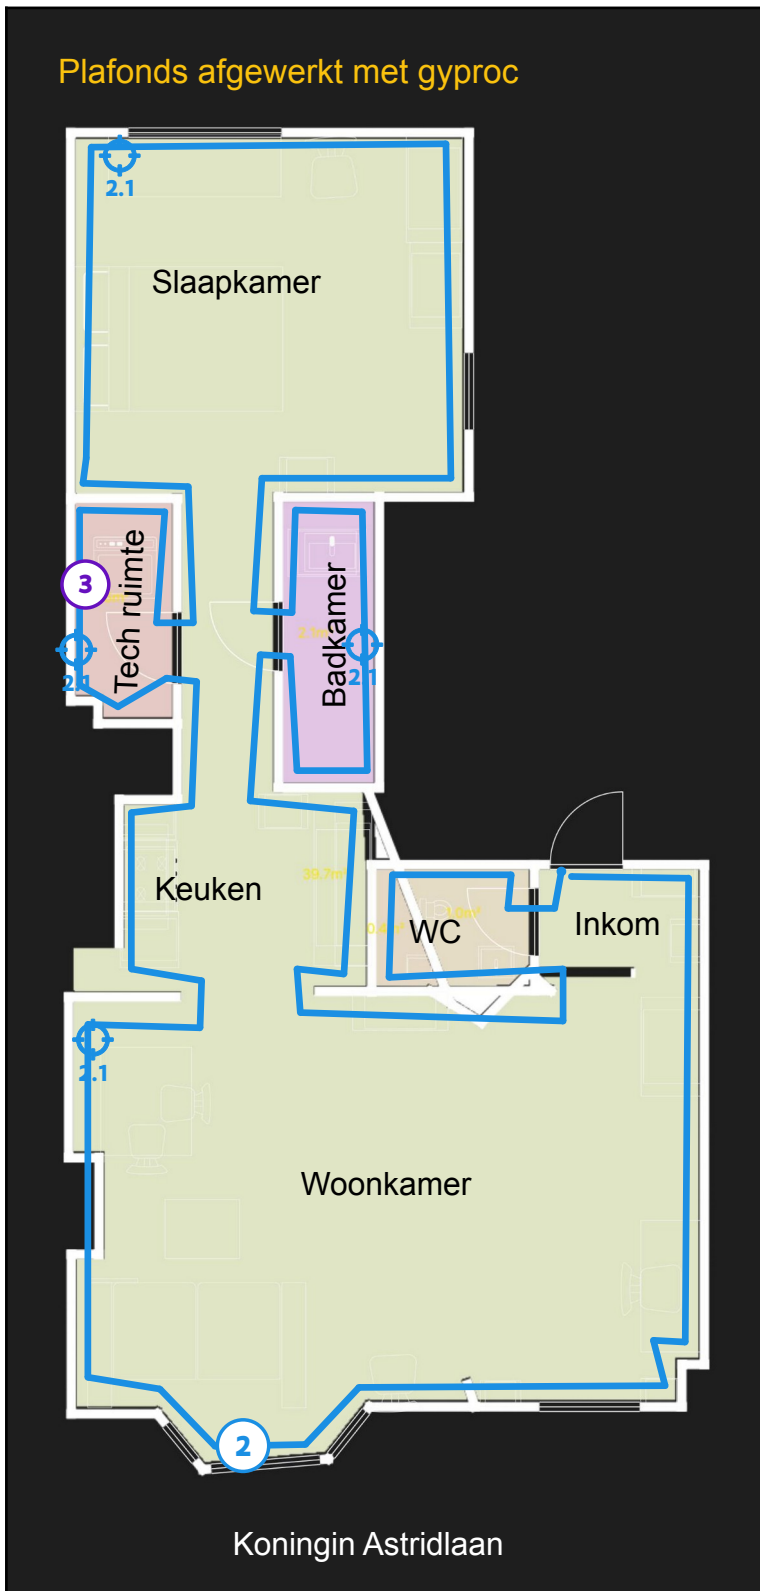 Plafonds afgewerkt met gyproc
2.1
Slaapkamer
3
Tech ruimte
2.1
Badkamer
2.1
39.7m²
Keuken
WC
Inkom
2.1
Woonkamer
2
Koningin Astridlaan